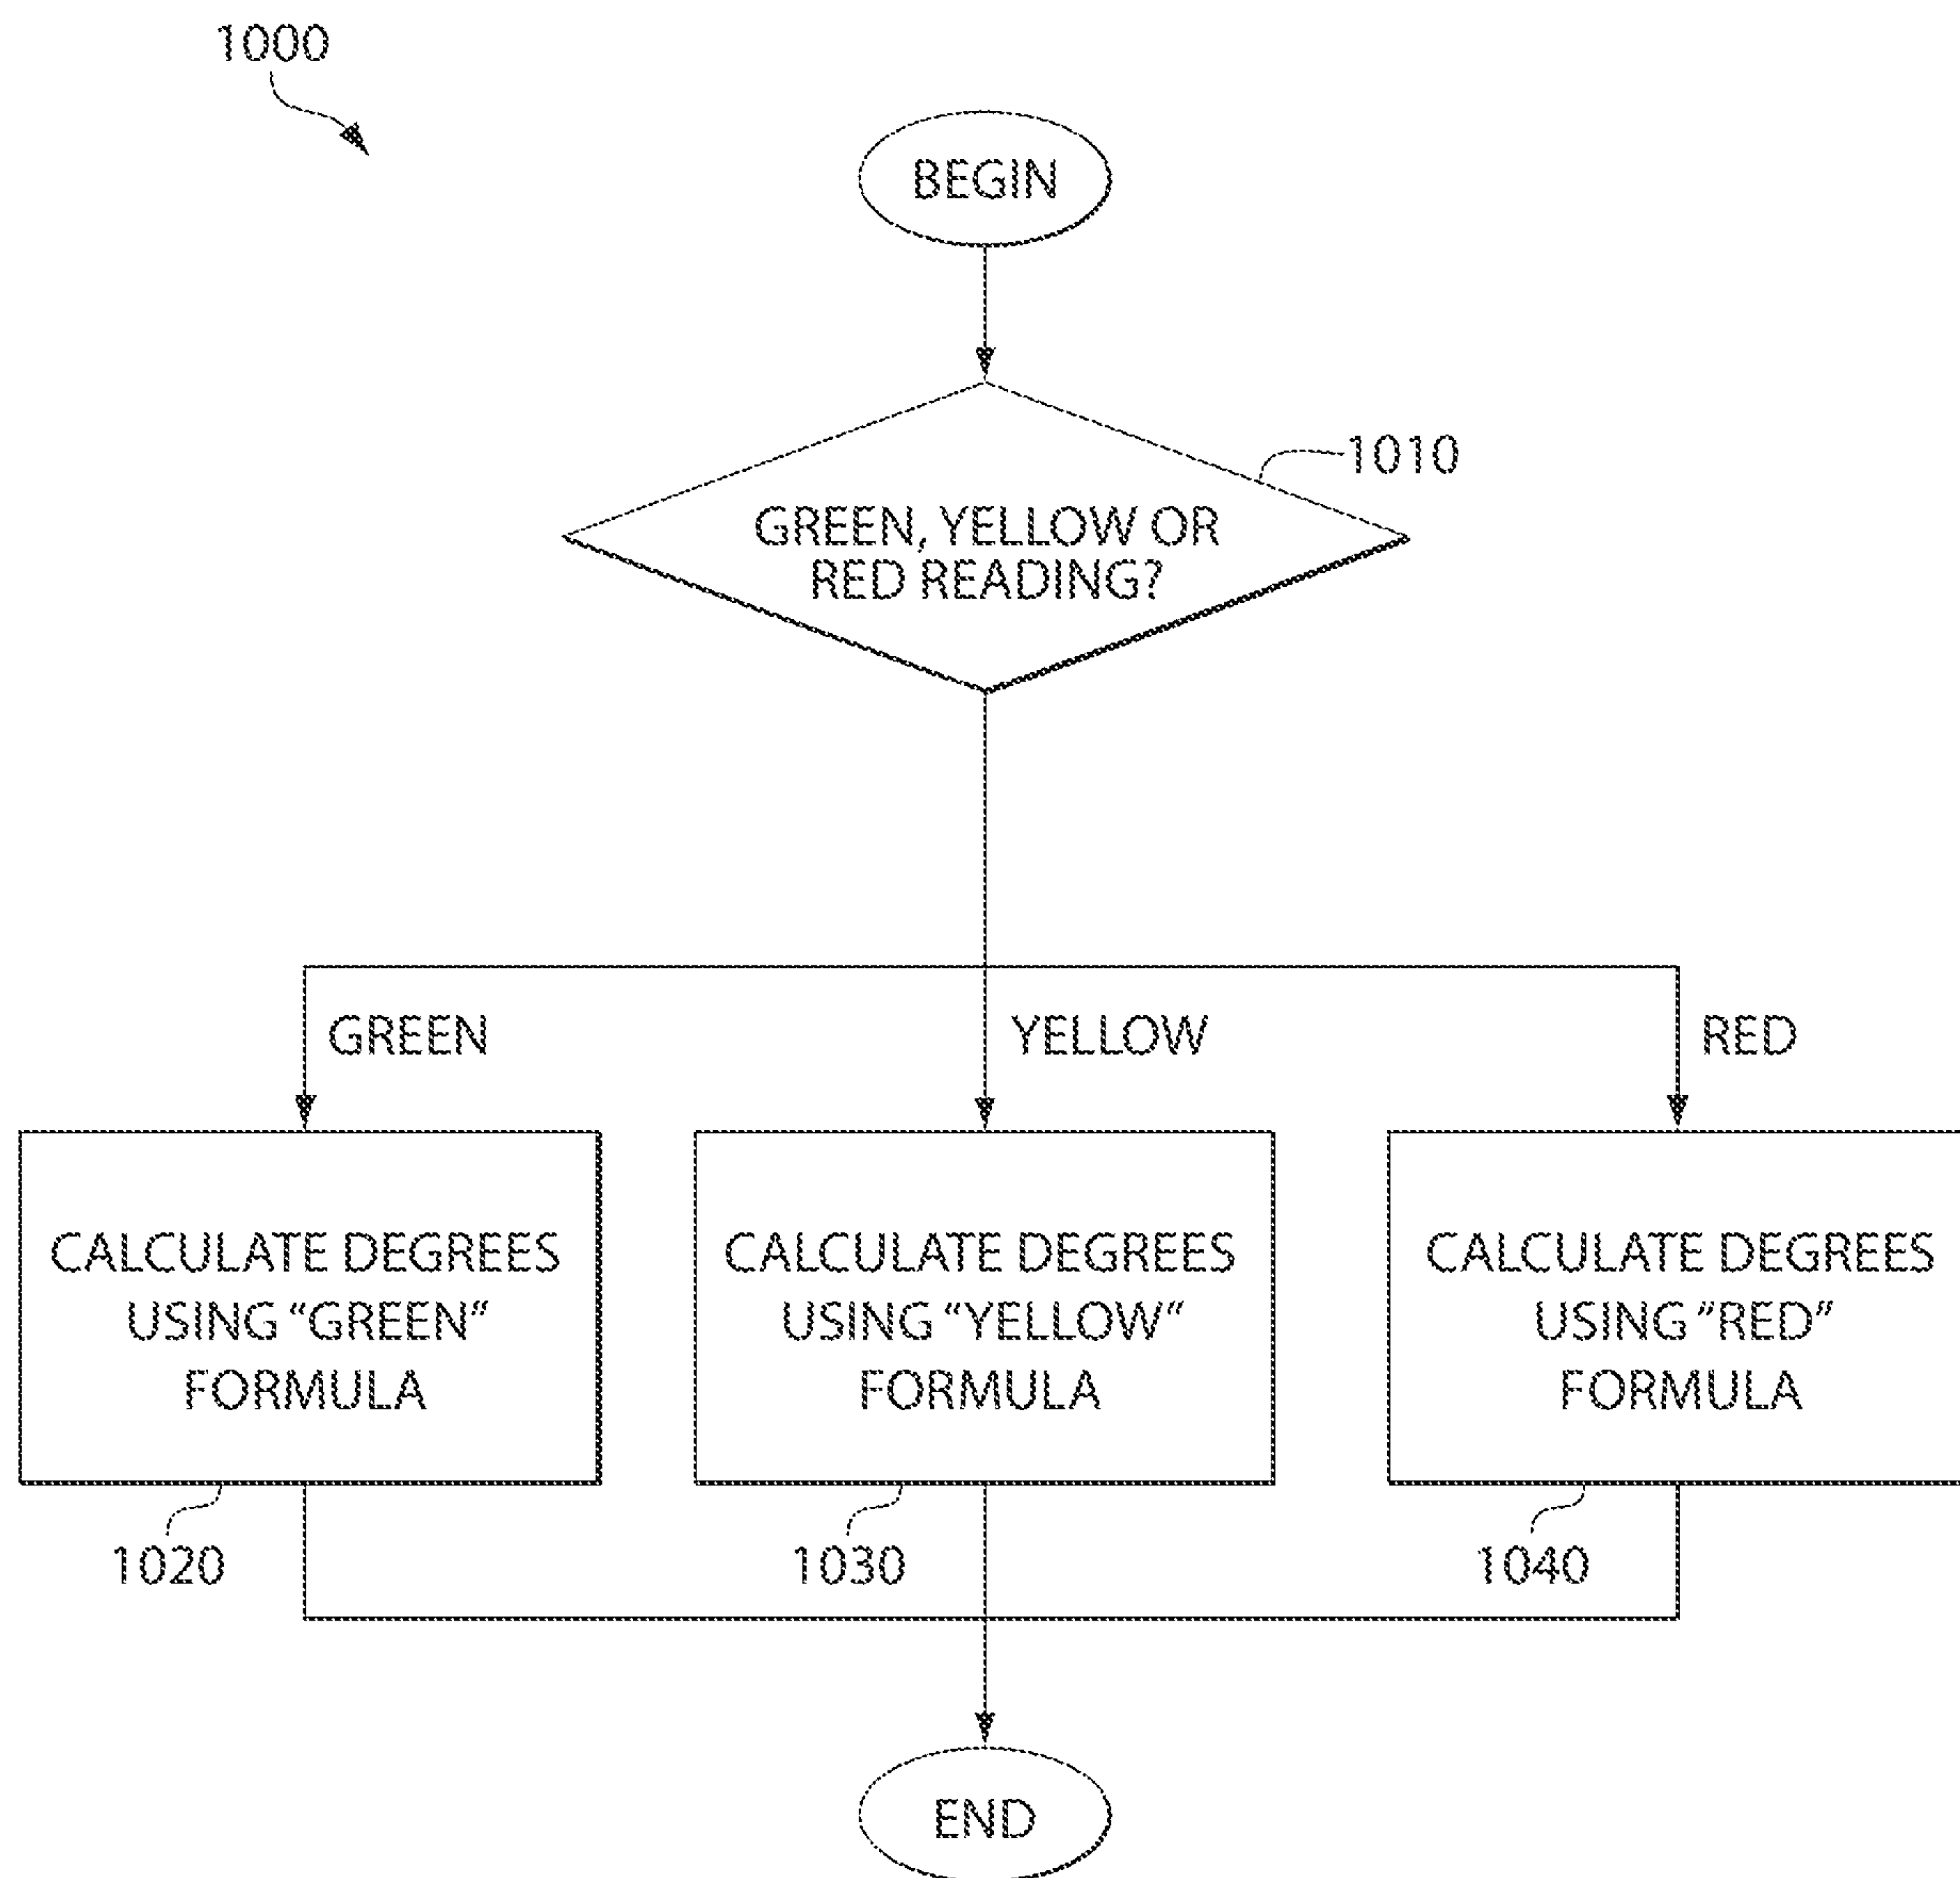 1000
BEGIN
1010
GREEN, YELLOW OR
RED READING?
GREEN
YELLOW
RED
CALCULATE DEGREES
USING “GREEN”
FORMULA
CALCULATE DEGREES
USING “YELLOW“
FORMULA
CALCULATE DEGREES
USING ”RED”
FORMULA
1020
1030
1040
END